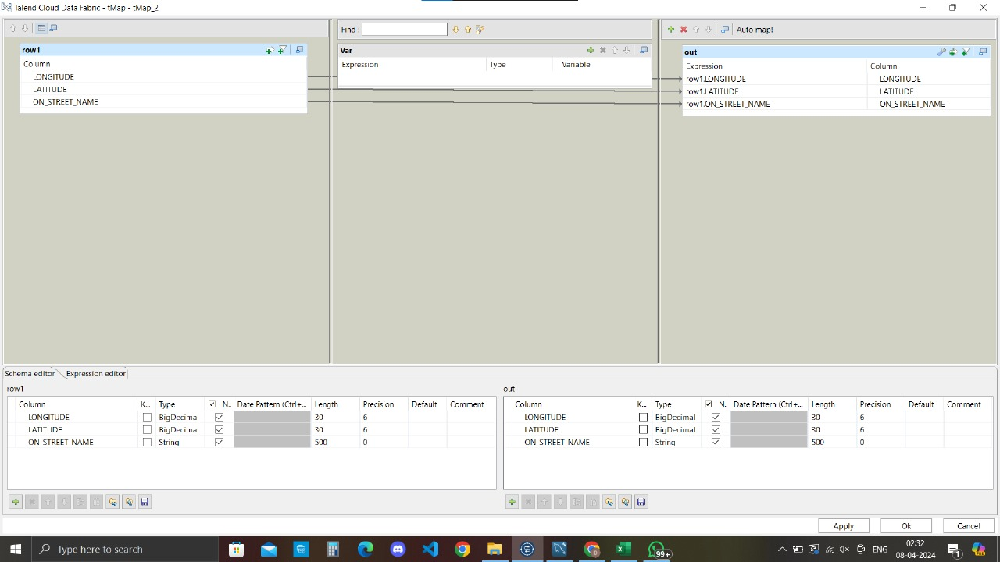 Talend Cloud Data Fabric - tMap - tMap_2
Find :
Auto map!
row1
Column
LONGITUDE
LATITUDE
ON_STREET_NAME
Var
Expression Type Variable
out
Expression Column
row1.LONGITUDE LONGITUDE
row1.LATITUDE LATITUDE
row1.ON_STREET_NAME ON_STREET_NAME
Schema editor Expression editor
row1
Column K... Type N.. Date Pattern (Ctrl+... Length Precision Default Comment
LONGITUDE BigDecimal 30 6
LATITUDE BigDecimal 30 6
ON_STREET_NAME String 500 0
out
Column K... Type N.. Date Pattern (Ctrl+... Length Precision Default Comment
LONGITUDE BigDecimal 30 6
LATITUDE BigDecimal 30 6
ON_STREET_NAME String 500 0
Apply Ok Cancel
Type here to search
99+
ENG
02:32
08-04-2024
1